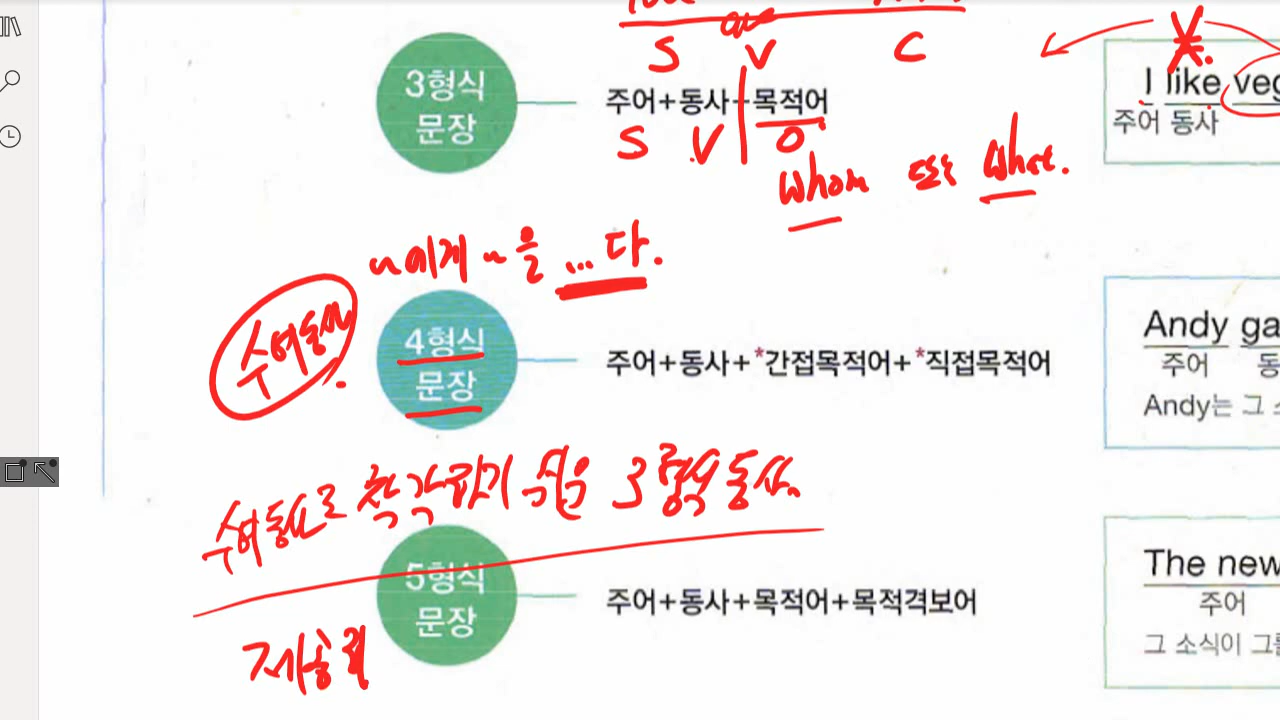 S V C
3형식
문장
주어+동사+목적어
S V O
whom 또는 what.
I like veg
주어 동사
~에게 ~을 ...다.
수여동사.
4형식
문장
주어+동사+*간접목적어+*직접목적어
Andy ga
주어 동
Andy는 그 소
수여동사로 착각하기 쉬운 3형식 동사.
5형식
문장
주어+동사+목적어+목적격보어
The new
주어
그 소식이 그를